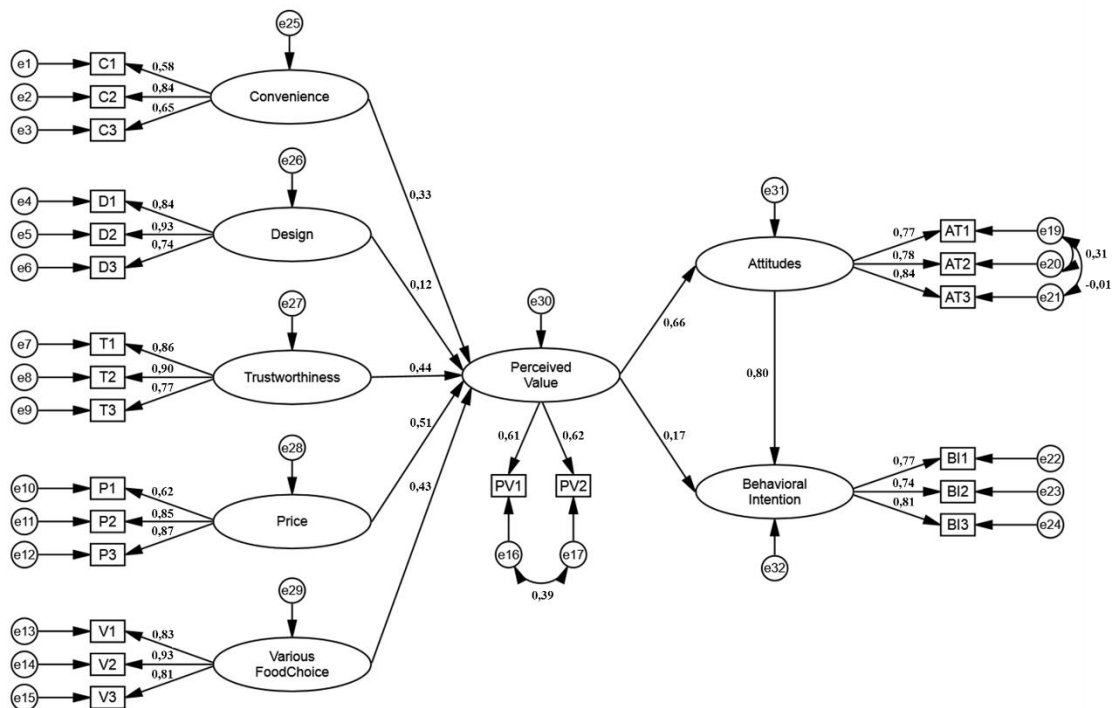 e25
e1
C1
0,58
e2
C2
0,84
Convenience
e3
C3
0,65
e26
e4
D1
0,84
e5
D2
0,93
Design
e6
D3
0,74
e27
e7
T1
0,86
e8
T2
0,90
Trustworthiness
e9
T3
0,77
e28
e10
P1
0,62
e11
P2
0,85
Price
e12
P3
0,87
e29
e13
V1
0,83
e14
V2
0,93
Various
FoodChoice
e15
V3
0,81
0,33
0,12
0,44
0,51
0,43
e30
Perceived
Value
0,61
0,62
PV1
PV2
e16
e17
0,39
0,66
0,17
e31
Attitudes
0,77
AT1
e19
0,78
AT2
e20
0,84
AT3
e21
0,31
-0,01
0,80
Behavioral
Intention
0,77
BI1
e22
0,74
BI2
e23
0,81
BI3
e24
e32